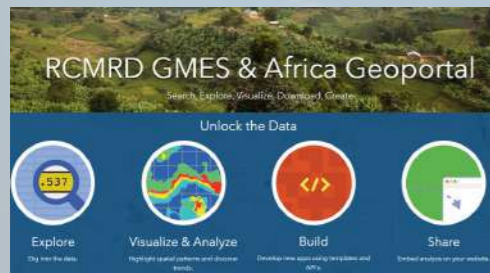 RCMRD GMES & Africa Geoportal
Search, Explore, Visualize, Download, Create
Unlock the Data
.537
</>
Explore
Visualize & Analyze
Build
Share
Dig into the data.
Highlight spatial patterns and discover
trends.
Develop new apps using templates and
API's.
Embed analysis on your website.